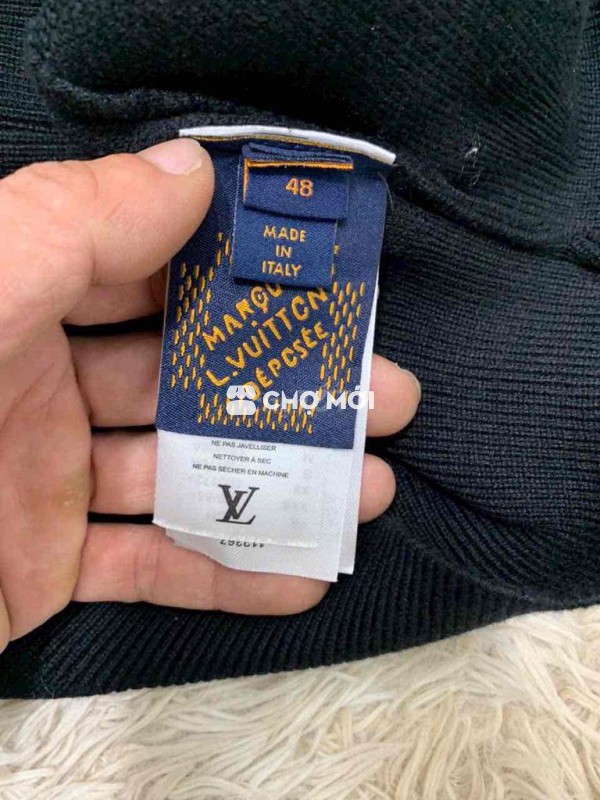 48
MADE
IN
ITALY
MARQU
L.VUITTON
DÉPOSÉE
CHỢ MỚI
NE PAS JAVELLISER
NETTOYER À SEC
NE PAS SÉCHER EN MACHINE
LV